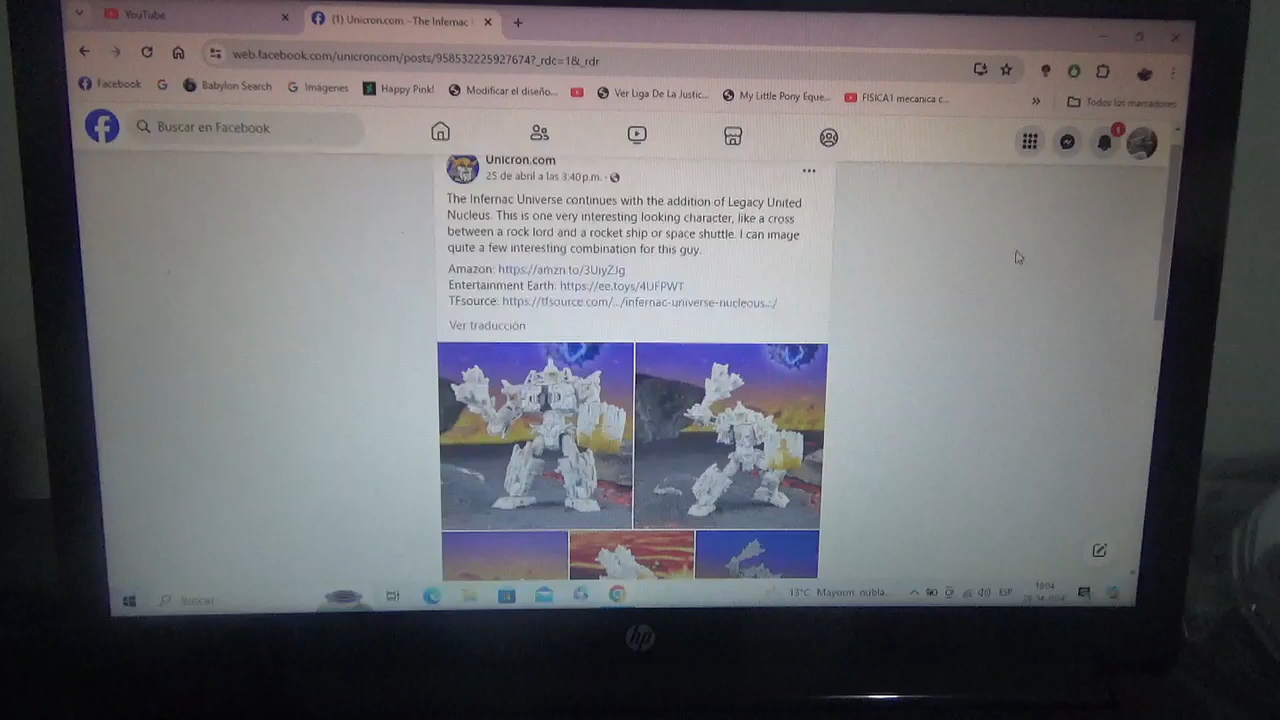 YouTube
(1) Unicron.com - The Infernac
web.facebook.com/unicroncom/posts/958532225927674?_rdc=1&_rdr
Facebook
Babylon Search
Imágenes
Happy Pink!
Modificar el diseño...
Ver Liga De La Justic...
My Little Pony Eque...
FISICA1 mecanica c...
Todos los marcadores
Buscar en Facebook
1
Unicron.com
25 de abril a las 3:40 p.m. ·
The Infernac Universe continues with the addition of Legacy United
Nucleus. This is one very interesting looking character, like a cross
between a rock lord and a rocket ship or space shuttle. I can image
quite a few interesting combination for this guy.
Amazon: https://amzn.to/3UiyZJg
Entertainment Earth: https://ee.toys/4UFPWT
TFsource: https://tfsource.com/.../infernac-universe-nucleous.../
Ver traducción
Buscar
13°C Mayorm. nubla...
ESP
hp